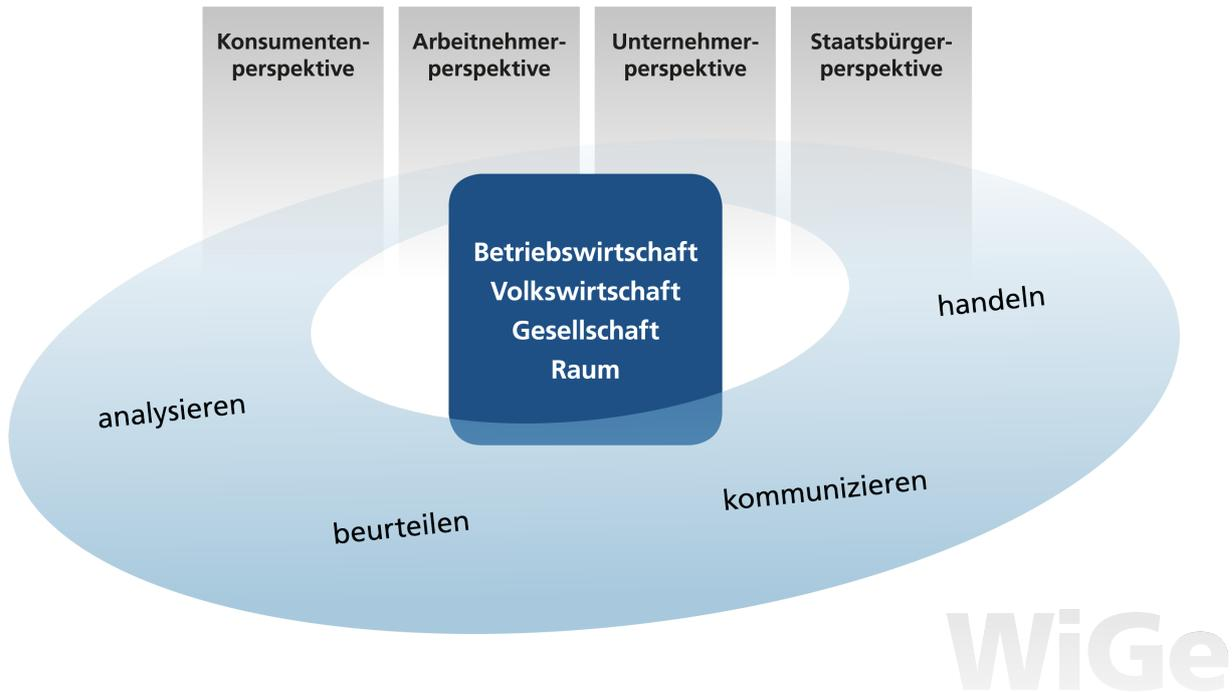 Konsumenten-
perspektive
Arbeitnehmer-
perspektive
Unternehmer-
perspektive
Staatsbürger-
perspektive
Betriebswirtschaft
Volkswirtschaft
Gesellschaft
Raum
analysieren
beurteilen
kommunizieren
handeln
WiGe